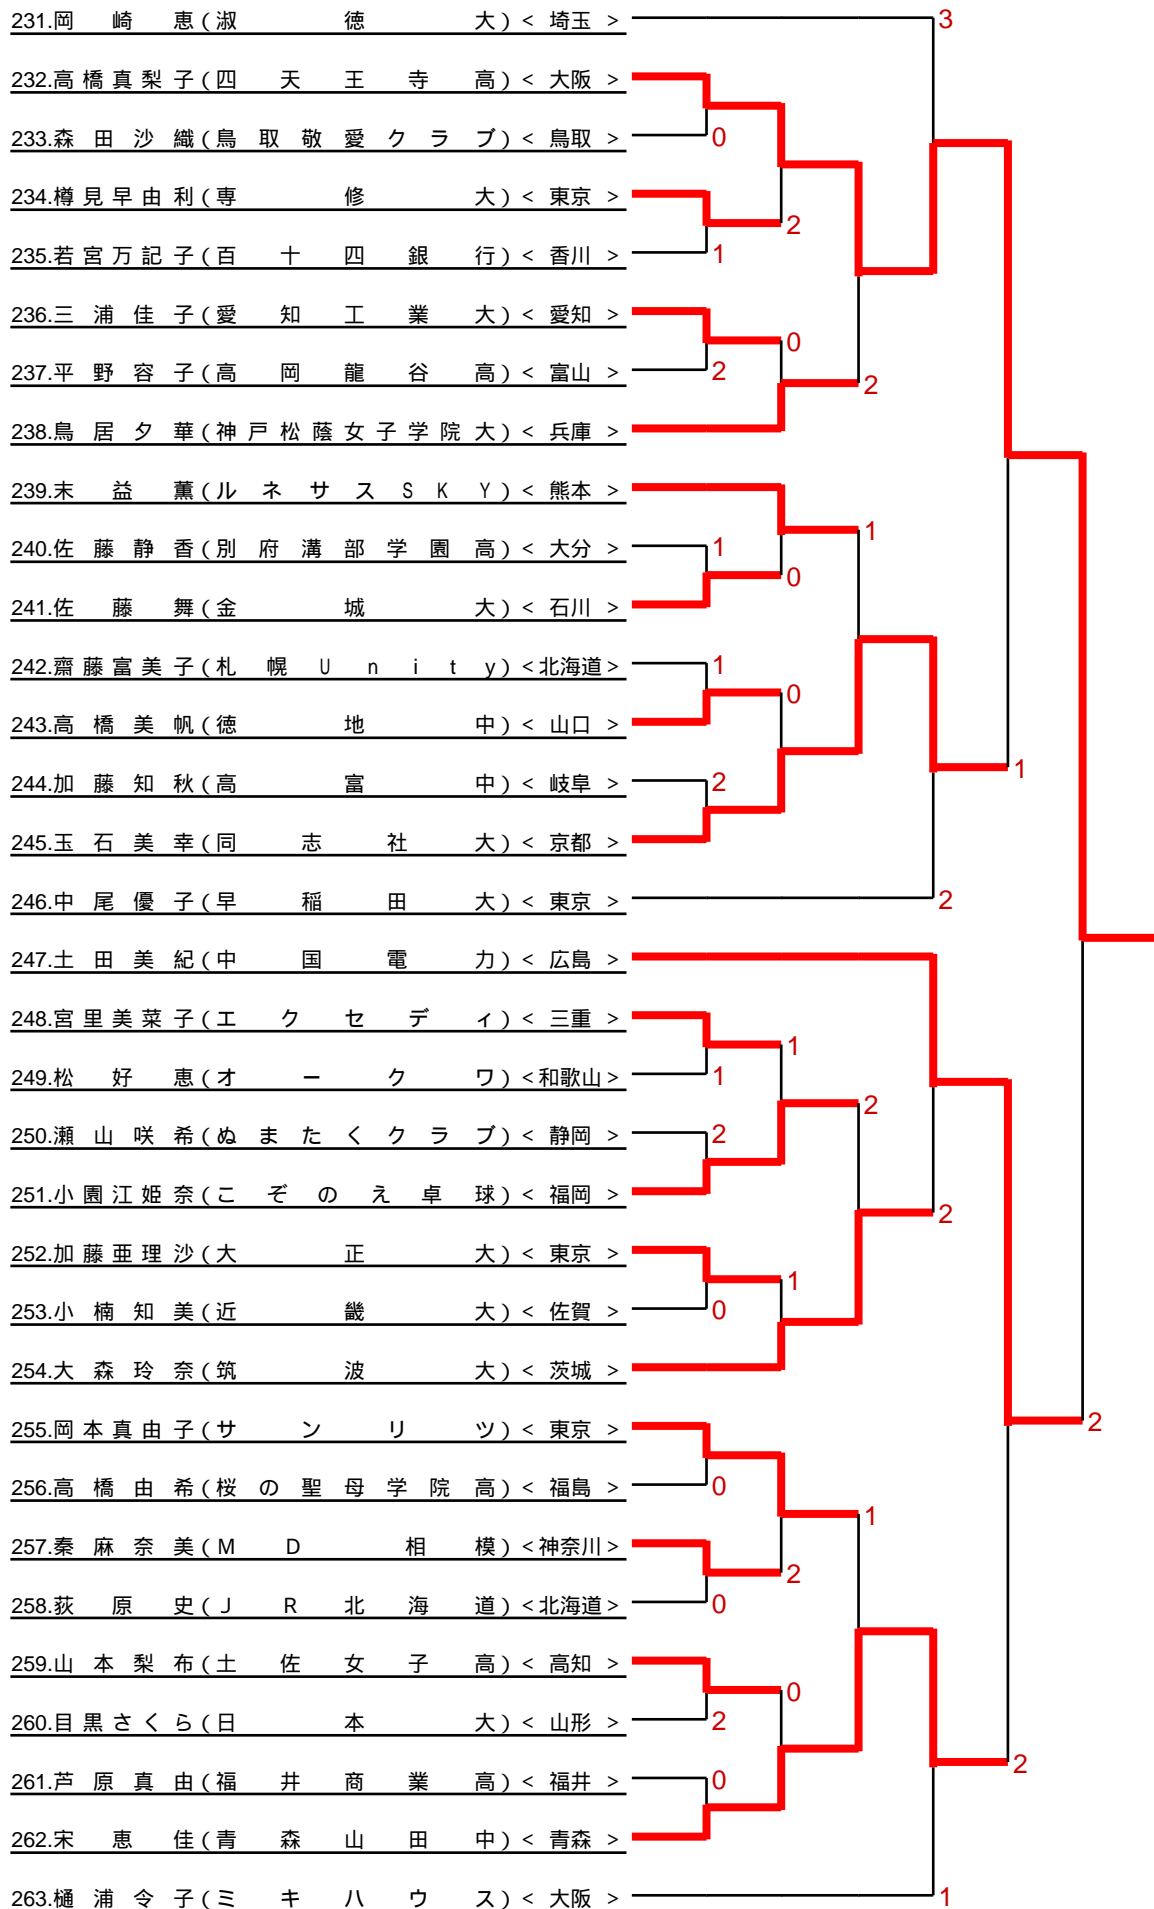 231.岡崎恵(淑徳大)< 埼玉 > 3
232.高橋真梨子(四天王寺高)< 大阪 >
233.森田沙織(鳥取敬愛クラブ)< 鳥取 > 0
234.樽見早由利(専修大)< 東京 >
2
235.若宮万記子(百十四銀行)< 香川 > 1
236.三浦佳子(愛知工業大)< 愛知 >
0
237.平野容子(高岡龍谷高)< 富山 > 2
2
238.鳥居夕華(神戸松蔭女子学院大)< 兵庫 >
239.末益薫(ルネサスSKY)< 熊本 >
1
240.佐藤静香(別府溝部学園高)< 大分 > 1
0
241.佐藤舞(金城大)< 石川 >
242.齋藤富美子(札幌Unity)<北海道> 1
0
243.高橋美帆(徳地中)< 山口 >
1
244.加藤知秋(高富中)< 岐阜 > 2
245.玉石美幸(同志社大)< 京都 >
246.中尾優子(早稲田大)< 東京 > 2
247.土田美紀(中国電力)< 広島 >
248.宮里美菜子(エクセディ)< 三重 >
1
249.松好恵(オークワ)<和歌山> 1
2
250.瀬山咲希(ぬまたくクラブ)< 静岡 > 2
251.小園江姫奈(こぞのえ卓球)< 福岡 >
2
252.加藤亜理沙(大正大)< 東京 >
1
253.小楠知美(近畿大)< 佐賀 > 0
254.大森玲奈(筑波大)< 茨城 >
2
255.岡本真由子(サンリツ)< 東京 >
256.高橋由希(桜の聖母学院高)< 福島 > 0
1
257.秦麻奈美(MD相模)<神奈川>
2
258.荻原史(JR北海道)<北海道> 0
259.山本梨布(土佐女子高)< 高知 >
0
260.目黒さくら(日本大)< 山形 > 2
2
261.芦原真由(福井商業高)< 福井 > 0
262.宋恵佳(青森山田中)< 青森 >
263.樋浦令子(ミキハウス)< 大阪 > 1